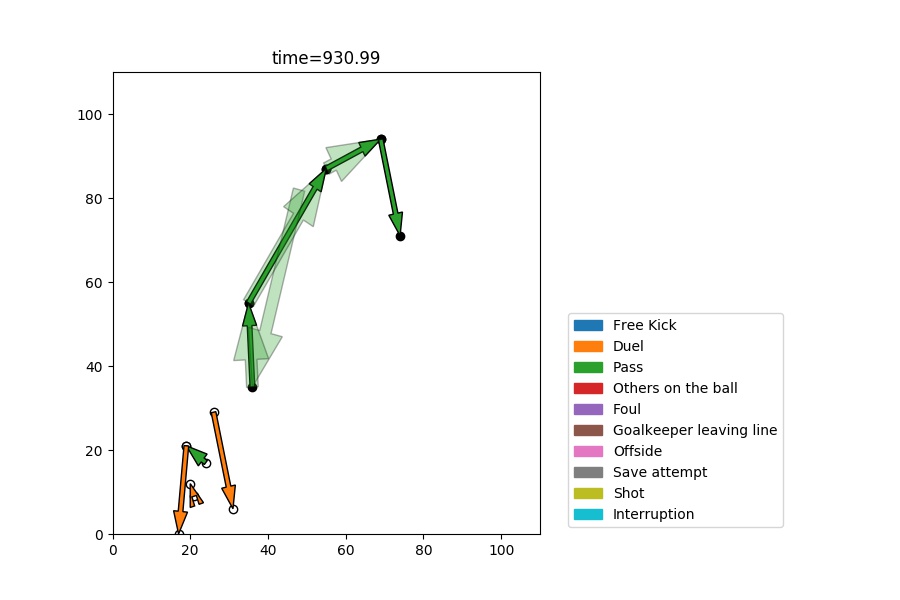 time=930.99
100
80
60
40
20
0
0 20 40 60 80 100
Free Kick
Duel
Pass
Others on the ball
Foul
Goalkeeper leaving line
Offside
Save attempt
Shot
Interruption